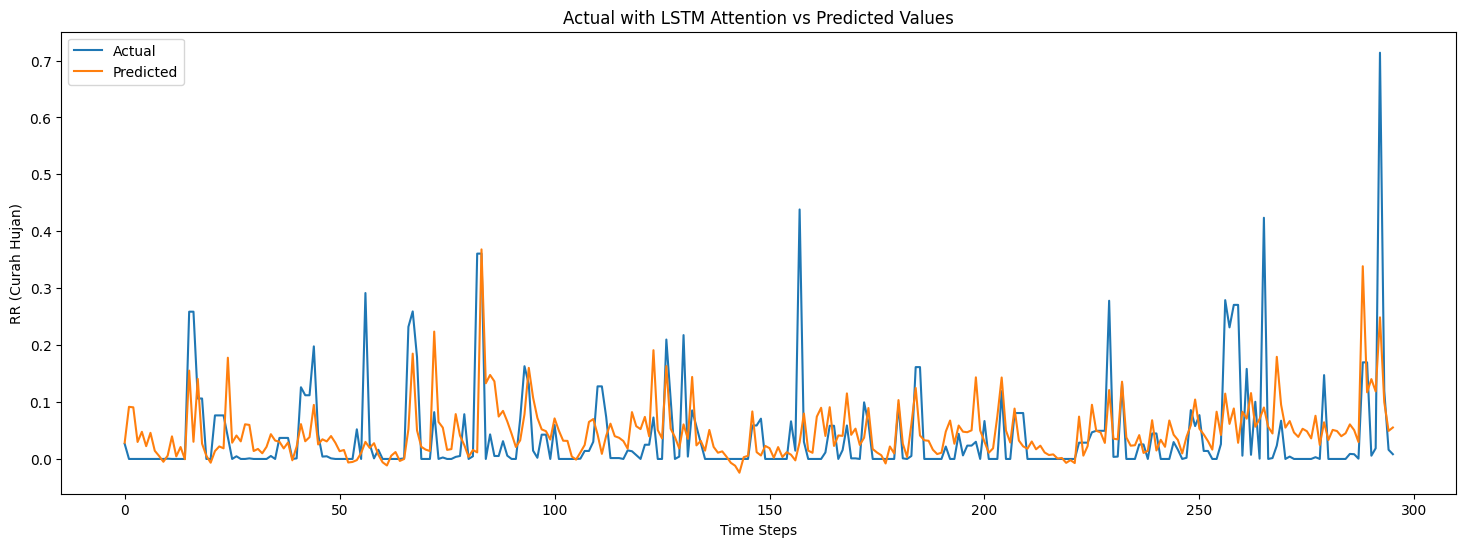 Actual with LSTM Attention vs Predicted Values
Actual
Predicted
RR (Curah Hujan)
0.7
0.6
0.5
0.4
0.3
0.2
0.1
0.0
0 50 100 150 200 250 300
Time Steps